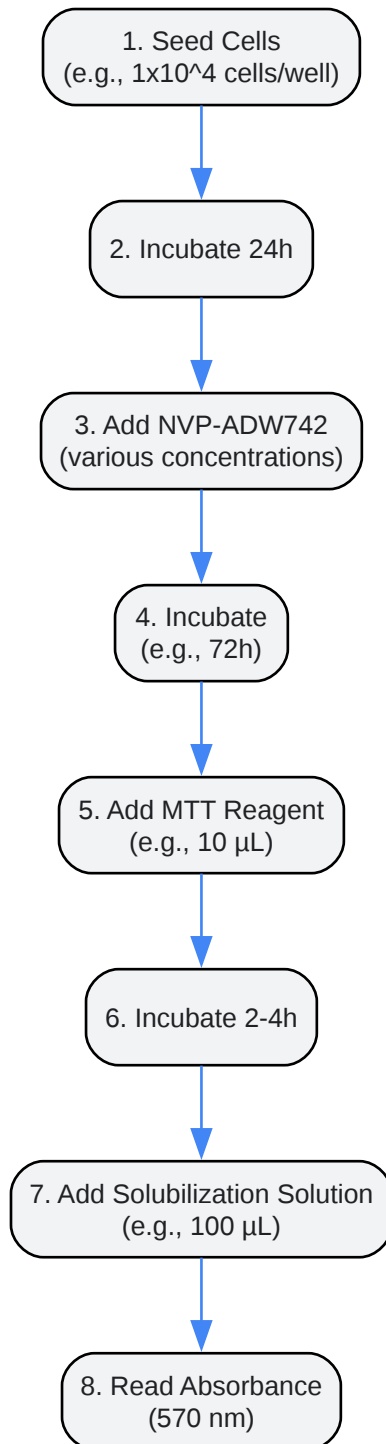 1. Seed Cells
(e.g., 1x10^4 cells/well)
2. Incubate 24h
3. Add NVP-ADW742
(various concentrations)
4. Incubate
(e.g., 72h)
5. Add MTT Reagent
(e.g., 10 µL)
6. Incubate 2-4h
7. Add Solubilization Solution
(e.g., 100 µL)
8. Read Absorbance
(570 nm)